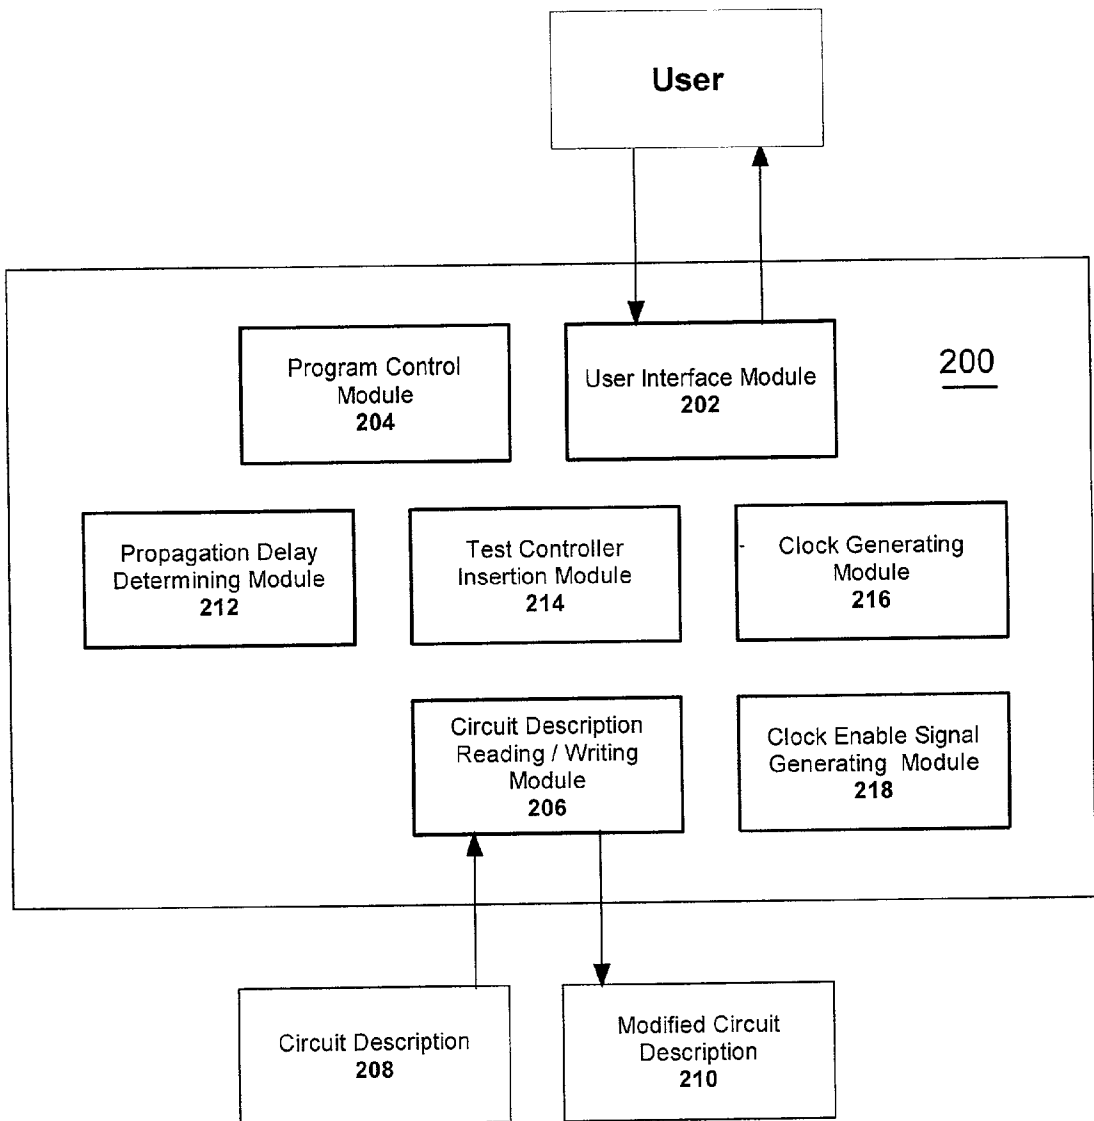 User
Program Control
Module
204
User Interface Module
202
200
Propagation Delay
Determining Module
212
Test Controller
Insertion Module
214
Clock Generating
Module
216
Circuit Description
Reading / Writing
Module
206
Clock Enable Signal
Generating Module
218
Circuit Description
208
Modified Circuit
Description
210